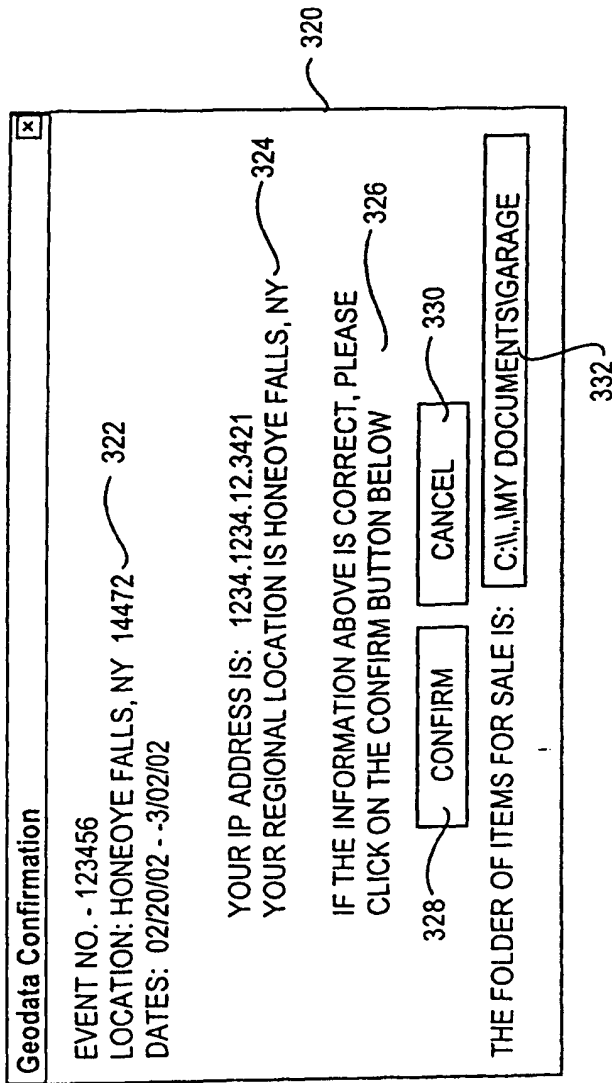 Geodata Confirmation
x
EVENT NO. - 123456
LOCATION: HONEOYE FALLS, NY 14472
322
DATES: 02/20/02 - -3/02/02
YOUR IP ADDRESS IS: 1234.1234.12.3421
YOUR REGIONAL LOCATION IS HONEOYE FALLS, NY
324
IF THE INFORMATION ABOVE IS CORRECT, PLEASE
CLICK ON THE CONFIRM BUTTON BELOW
326
328
CONFIRM
CANCEL
330
THE FOLDER OF ITEMS FOR SALE IS:
C:\\,,\MY DOCUMENTS\GARAGE
332
320